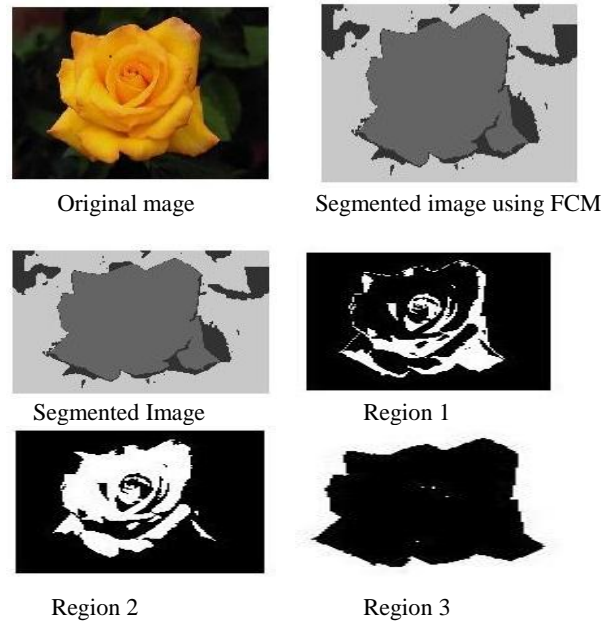 Original mage
Segmented image using FCM
Segmented Image
Region 1
Region 2
Region 3